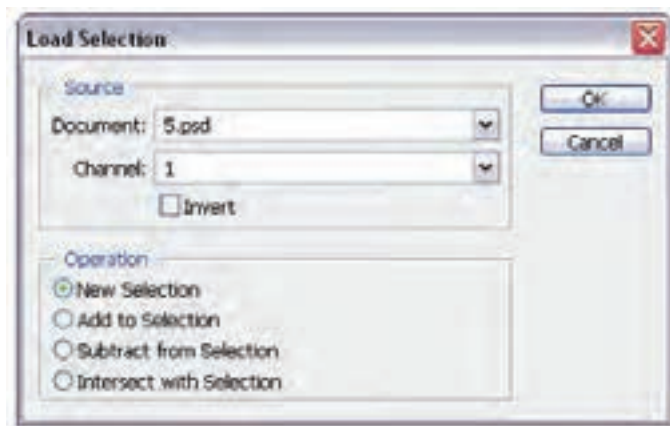 Load Selection
Source
Document: 5.psd
Channel: 1
Invert
OK
Cancel
Operation
New Selection
Add to Selection
Subtract from Selection
Intersect with Selection